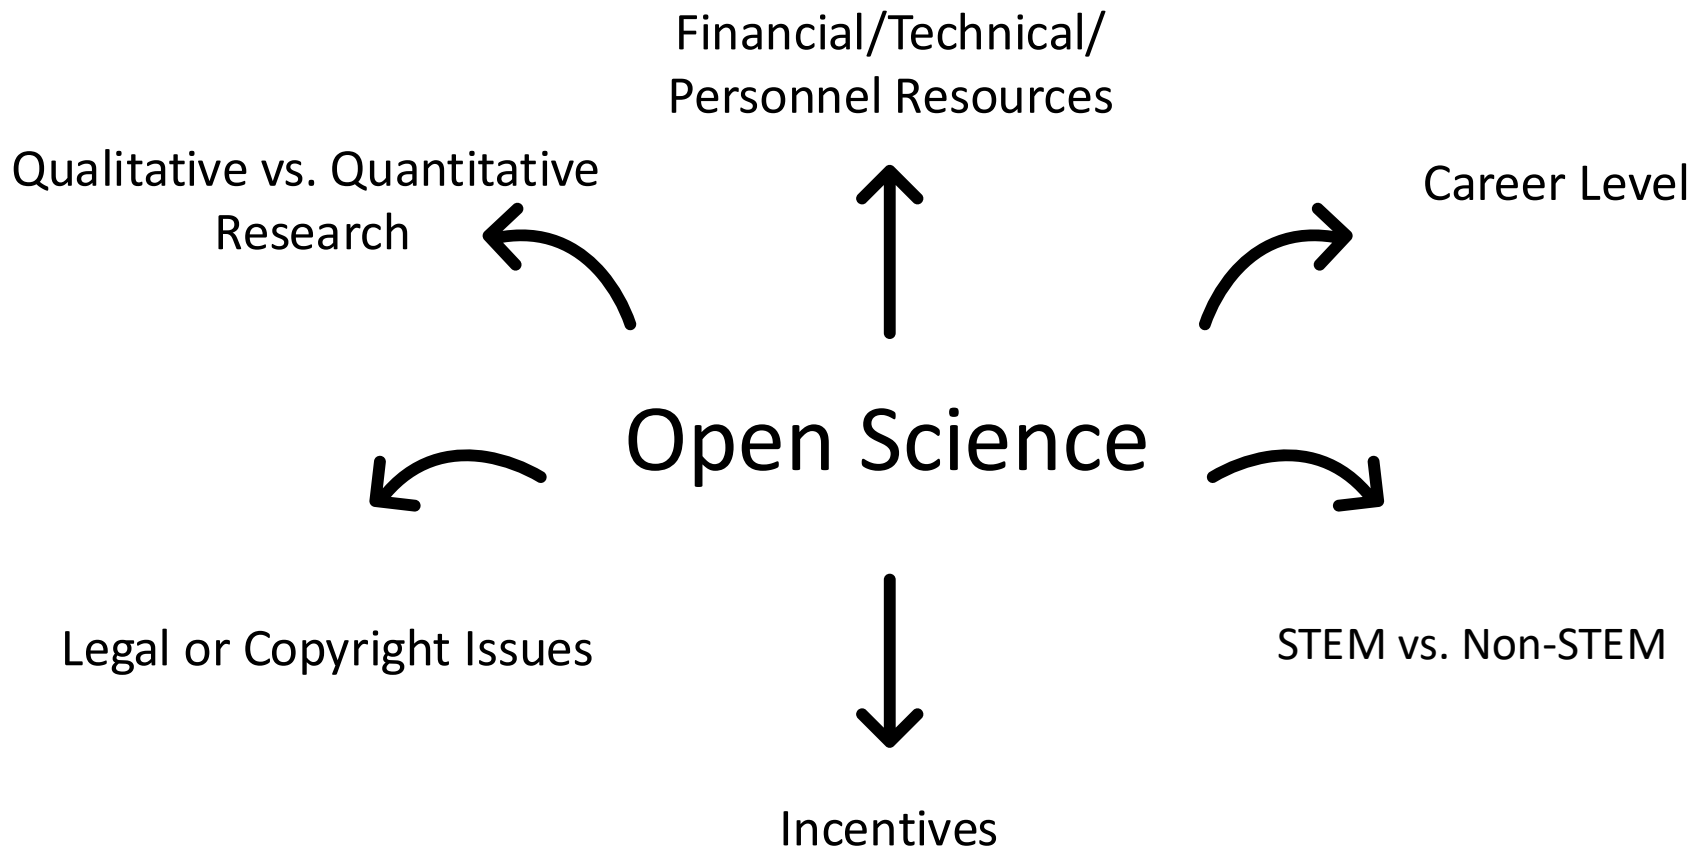 Financial/Technical/
Personnel Resources
Qualitative vs. Quantitative
Research
Career Level
Open Science
Legal or Copyright Issues
STEM vs. Non-STEM
Incentives